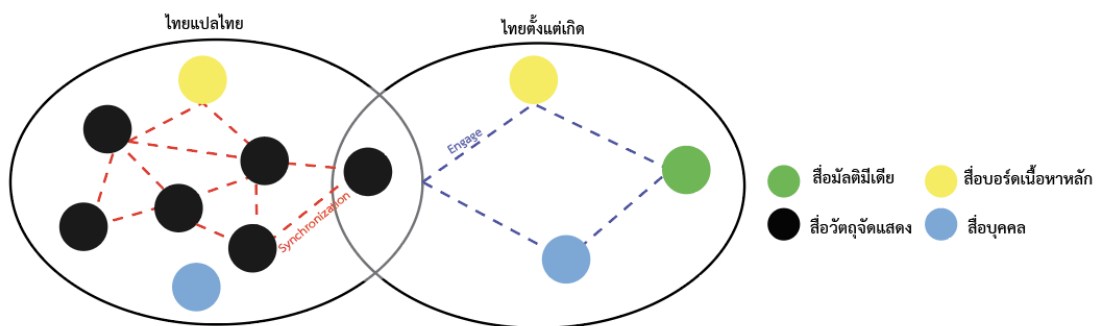 ไทยแปลไทย
ไทยตั้งแต่เกิด
Engage
Synchronization
สื่อมัลติมีเดีย
สื่อบอร์ดเนื้อหาหลัก
สื่อวัตถุจัดแสดง
สื่อบุคคล